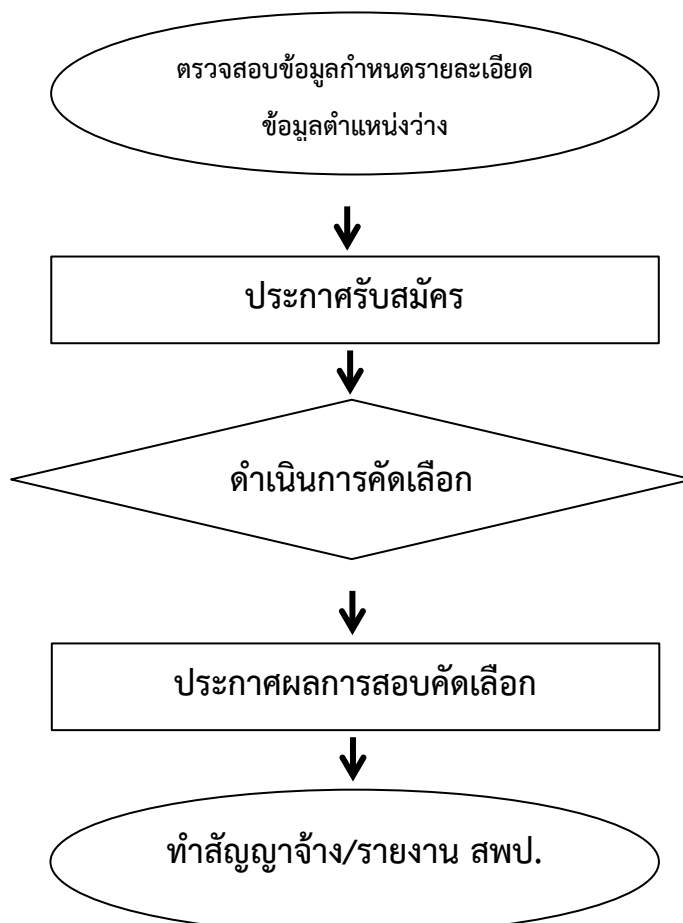 ตรวจสอบข้อมูลกำหนดรายละเอียด
ข้อมูลตำแหน่งว่าง
ประกาศรับสมัคร
ดำเนินการคัดเลือก
ประกาศผลการสอบคัดเลือก
ทำสัญญาจ้าง/รายงาน สพป.